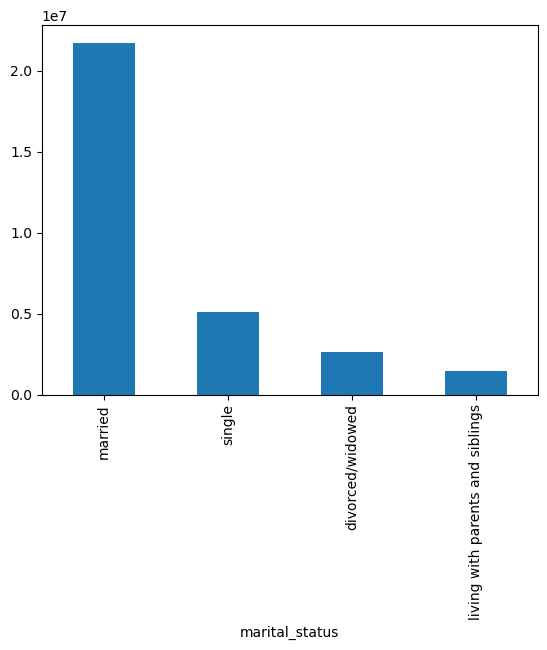 1e7
2.0
1.5
1.0
0.5
0.0
married
single
divorced/widowed
living with parents and siblings
marital_status